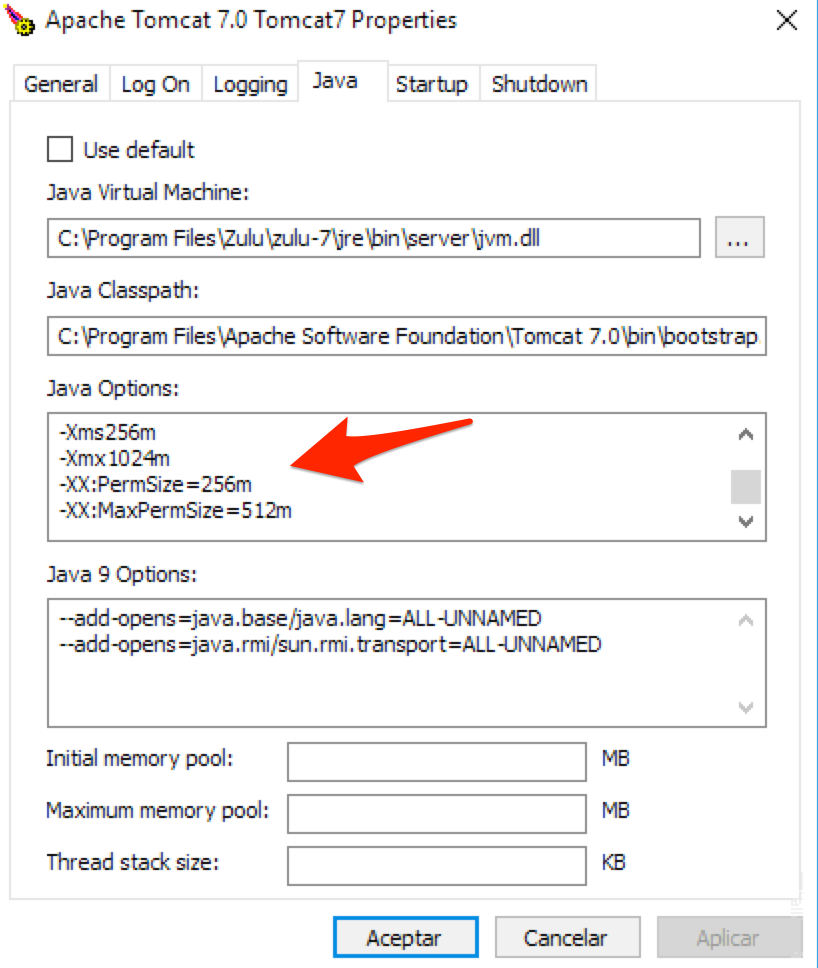 Apache Tomcat 7.0 Tomcat7 Properties
General Log On Logging Java Startup Shutdown
Use default
Java Virtual Machine:
C:\Program Files\Zulu\zulu-7\jre\bin\server\jvm.dll
...
Java Classpath:
C:\Program Files\Apache Software Foundation\Tomcat 7.0\bin\bootstrap
Java Options:
-Xms256m
-Xmx1024m
-XX:PermSize=256m
-XX:MaxPermSize=512m
Java 9 Options:
--add-opens=java.base/java.lang=ALL-UNNAMED
--add-opens=java.rmi/sun.rmi.transport=ALL-UNNAMED
Initial memory pool: MB
Maximum memory pool: MB
Thread stack size: KB
Aceptar Cancelar Aplicar